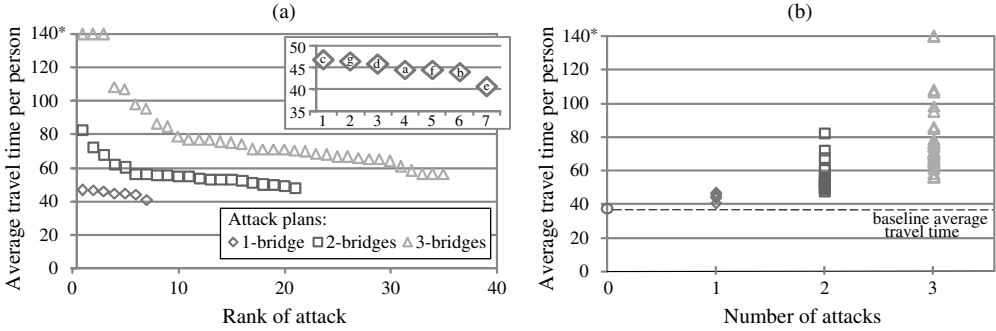 (a)
Average travel time per person
140*
120
100
80
60
40
20
0
0 10 20 30 40
Rank of attack
50
45
40
35
1 2 3 4 5 6 7
c g d a f b e
Attack plans:
1-bridge 2-bridges 3-bridges
(b)
Average travel time per person
140*
120
100
80
60
40
20
0
baseline average
travel time
0 1 2 3
Number of attacks